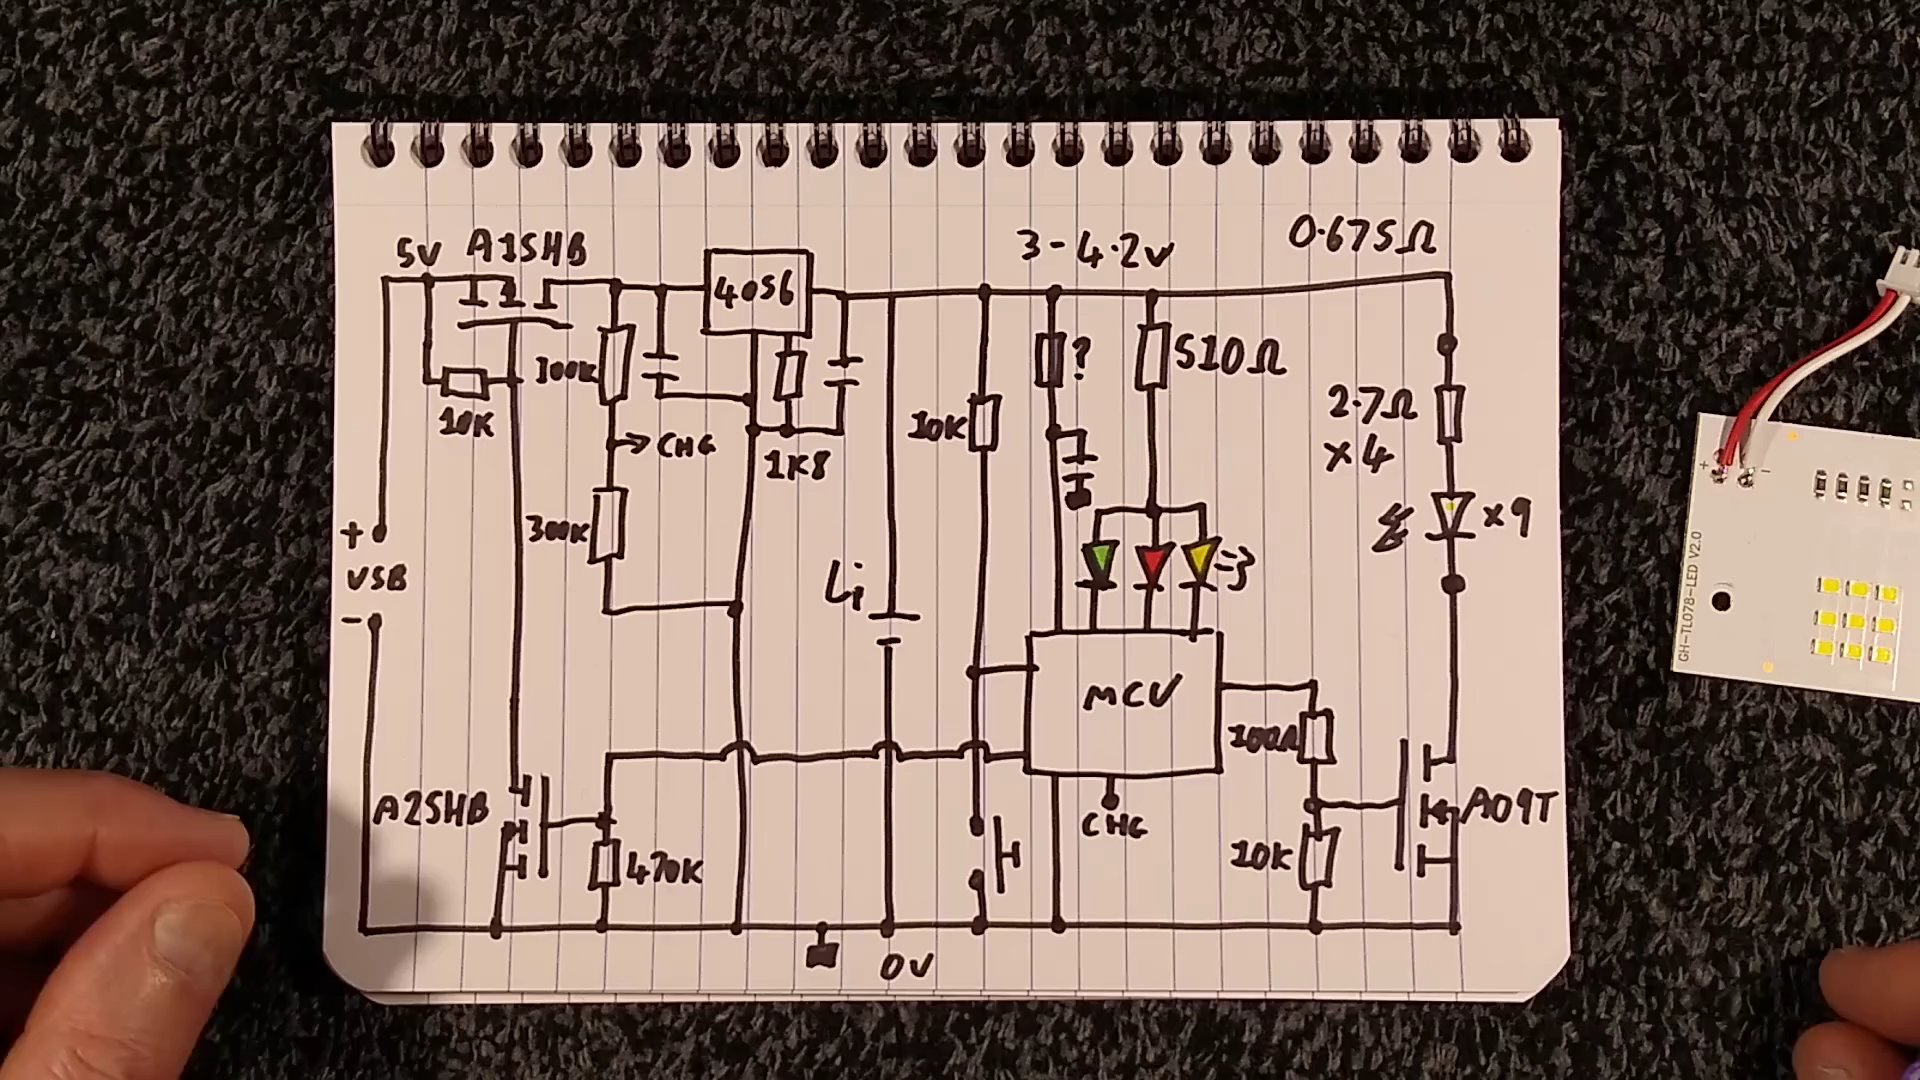 5V A1SHB
4056
3-4.2V
0.675Ω
100K
?
510Ω
10K
CHG
1K8
10K
2.7Ω
x4
+
USB
-
300K
Li
x9
MCU
100Ω
A2SHB
470K
CHG
10K
A09T
0V
+ -
GH-TL078-LED V2.0